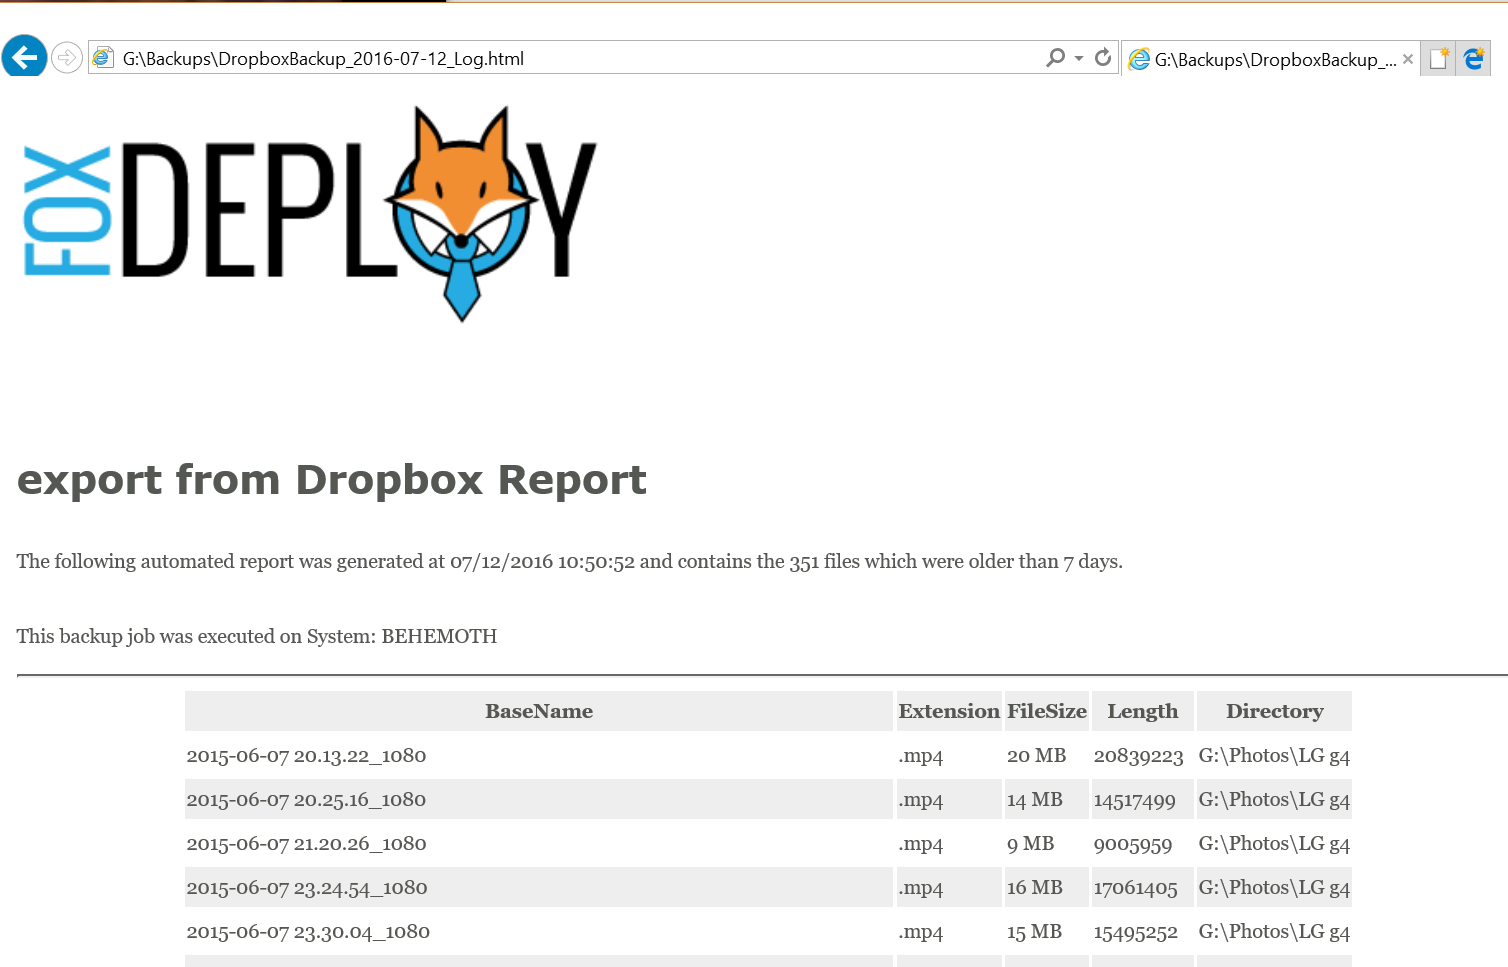 G:\Backups\DropboxBackup_2016-07-12_Log.html
G:\Backups\DropboxBackup_...
FOX DEPLOY
export from Dropbox Report
The following automated report was generated at 07/12/2016 10:50:52 and contains the 351 files which were older than 7 days.
This backup job was executed on System: BEHEMOTH
BaseName Extension FileSize Length Directory
2015-06-07 20.13.22_1080 .mp4 20 MB 20839223 G:\Photos\LG g4
2015-06-07 20.25.16_1080 .mp4 14 MB 14517499 G:\Photos\LG g4
2015-06-07 21.20.26_1080 .mp4 9 MB 9005959 G:\Photos\LG g4
2015-06-07 23.24.54_1080 .mp4 16 MB 17061405 G:\Photos\LG g4
2015-06-07 23.30.04_1080 .mp4 15 MB 15495252 G:\Photos\LG g4